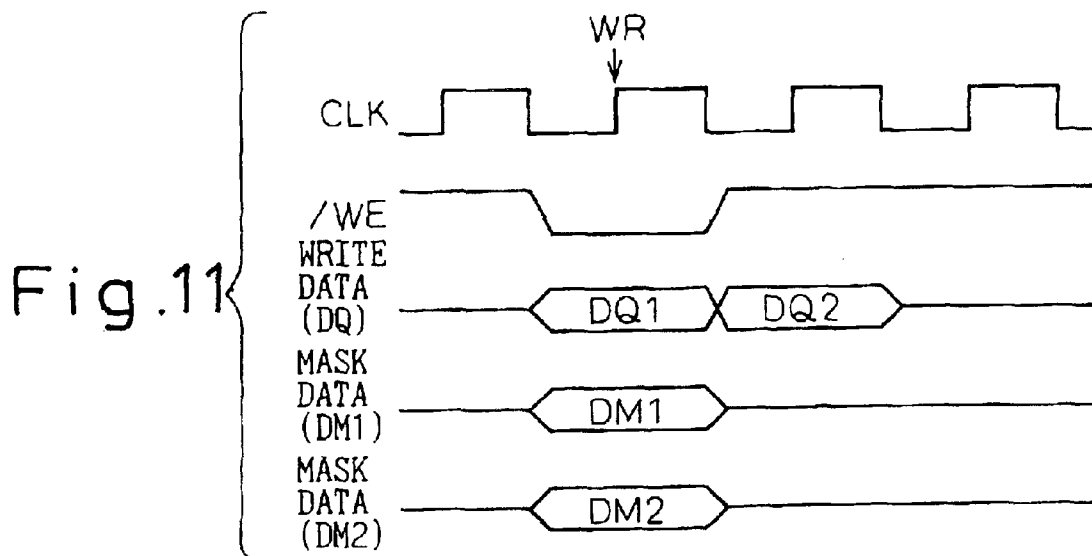 Fig.11
WR
CLK
/WE
WRITE
DATA
(DQ)
DQ1 DQ2
MASK
DATA
(DM1)
DM1
MASK
DATA
(DM2)
DM2